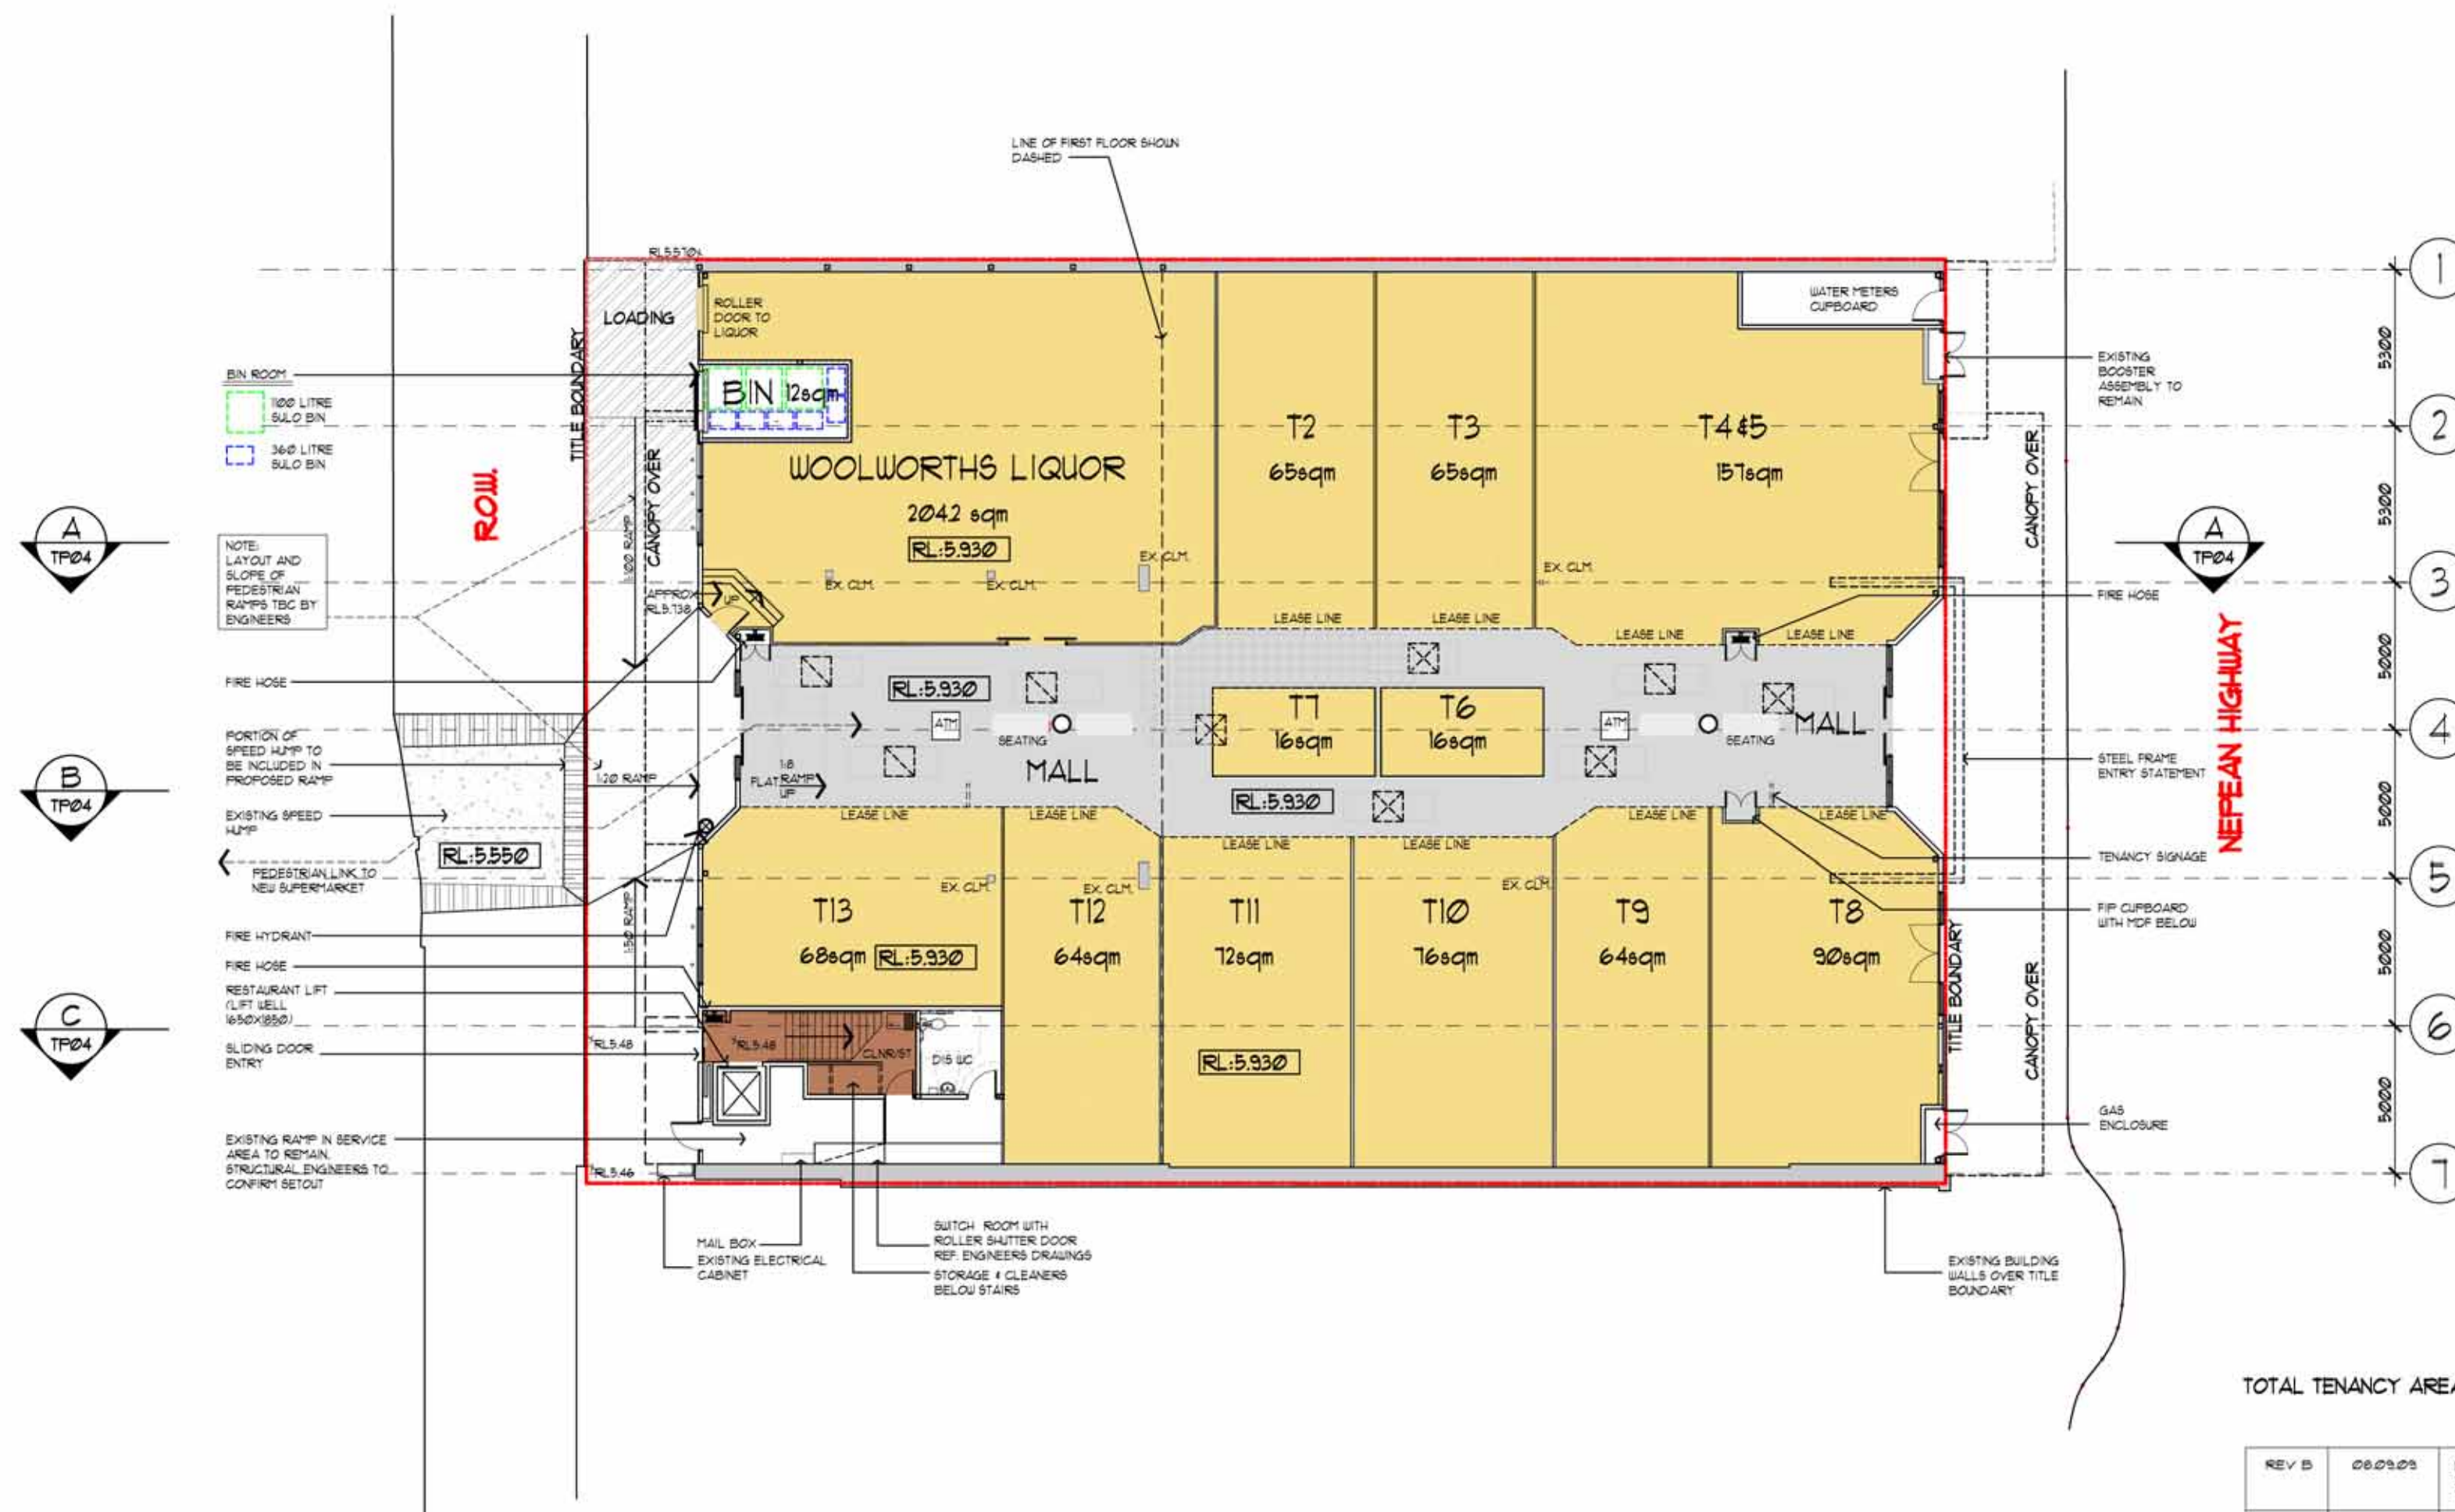 LINE OF FIRST FLOOR SHOWN
DASHED
RL5.570
1
LOADING
ROLLER
DOOR TO
LIQUOR
WATER METERS
CUPBOARD
TITLE BOUNDARY
5300
BIN ROOM
1100 LITRE
SULO BIN
360 LITRE
SULO BIN
BIN 12sqm
EXISTING
BOOSTER
ASSEMBLY TO
REMAIN
2
T2
65sqm
T3
65sqm
T4&5
157sqm
WOOLWORTHS LIQUOR
204.2 sqm
RL:5.930
CANOPY OVER
CANOPY OVER
R.O.W.
5300
A
TP04
A
TP04
NOTE:
LAYOUT AND
SLOPE OF
PEDESTRIAN
RAMPS TBC BY
ENGINEERS
1:100 RAMP
EX. CLM.
EX. CLM.
EX. CLM.
EX. CLM.
3
APPROX
RL5.738
UP
FIRE HOSE
LEASE LINE
LEASE LINE
LEASE LINE
LEASE LINE
5000
NEPEAN HIGHWAY
FIRE HOSE
RL:5.930
T7
16sqm
T6
16sqm
ATM
SEATING
ATM
SEATING
MALL
MALL
4
PORTION OF
SPEED HUMP TO
BE INCLUDED IN
PROPOSED RAMP
1:20 RAMP
FLAT
1:8
RAMP
UP
STEEL FRAME
ENTRY STATEMENT
B
TP04
RL:5.930
5000
EXISTING SPEED
HUMP
LEASE LINE
LEASE LINE
LEASE LINE
LEASE LINE
LEASE LINE
LEASE LINE
RL:5.550
PEDESTRIAN LINK TO
NEW SUPERMARKET
TENANCY SIGNAGE
5
EX. CLM.
EX. CLM.
EX. CLM.
T13
68sqm
RL:5.930
T12
64sqm
T11
72sqm
T10
76sqm
T9
64sqm
T8
90sqm
FIP CUPBOARD
WITH MDF BELOW
1:50 RAMP
FIRE HYDRANT
FIRE HOSE
RESTAURANT LIFT
(LIFT WELL
1650X1850)
SLIDING DOOR
ENTRY
TITLE BOUNDARY
CANOPY OVER
5000
C
TP04
6
RL5.48
RL5.48
CLNR/ST
DIS WC
RL:5.930
5000
GAS
ENCLOSURE
EXISTING RAMP IN SERVICE
AREA TO REMAIN.
STRUCTURAL ENGINEERS TO
CONFIRM SETOUT
RL5.46
7
MAIL BOX
EXISTING ELECTRICAL
CABINET
SWITCH ROOM WITH
ROLLER SHUTTER DOOR
REF. ENGINEERS DRAWINGS
STORAGE & CLEANERS
BELOW STAIRS
EXISTING BUILDING
WALLS OVER TITLE
BOUNDARY
TOTAL TENANCY AREA
REV B
08.09.09